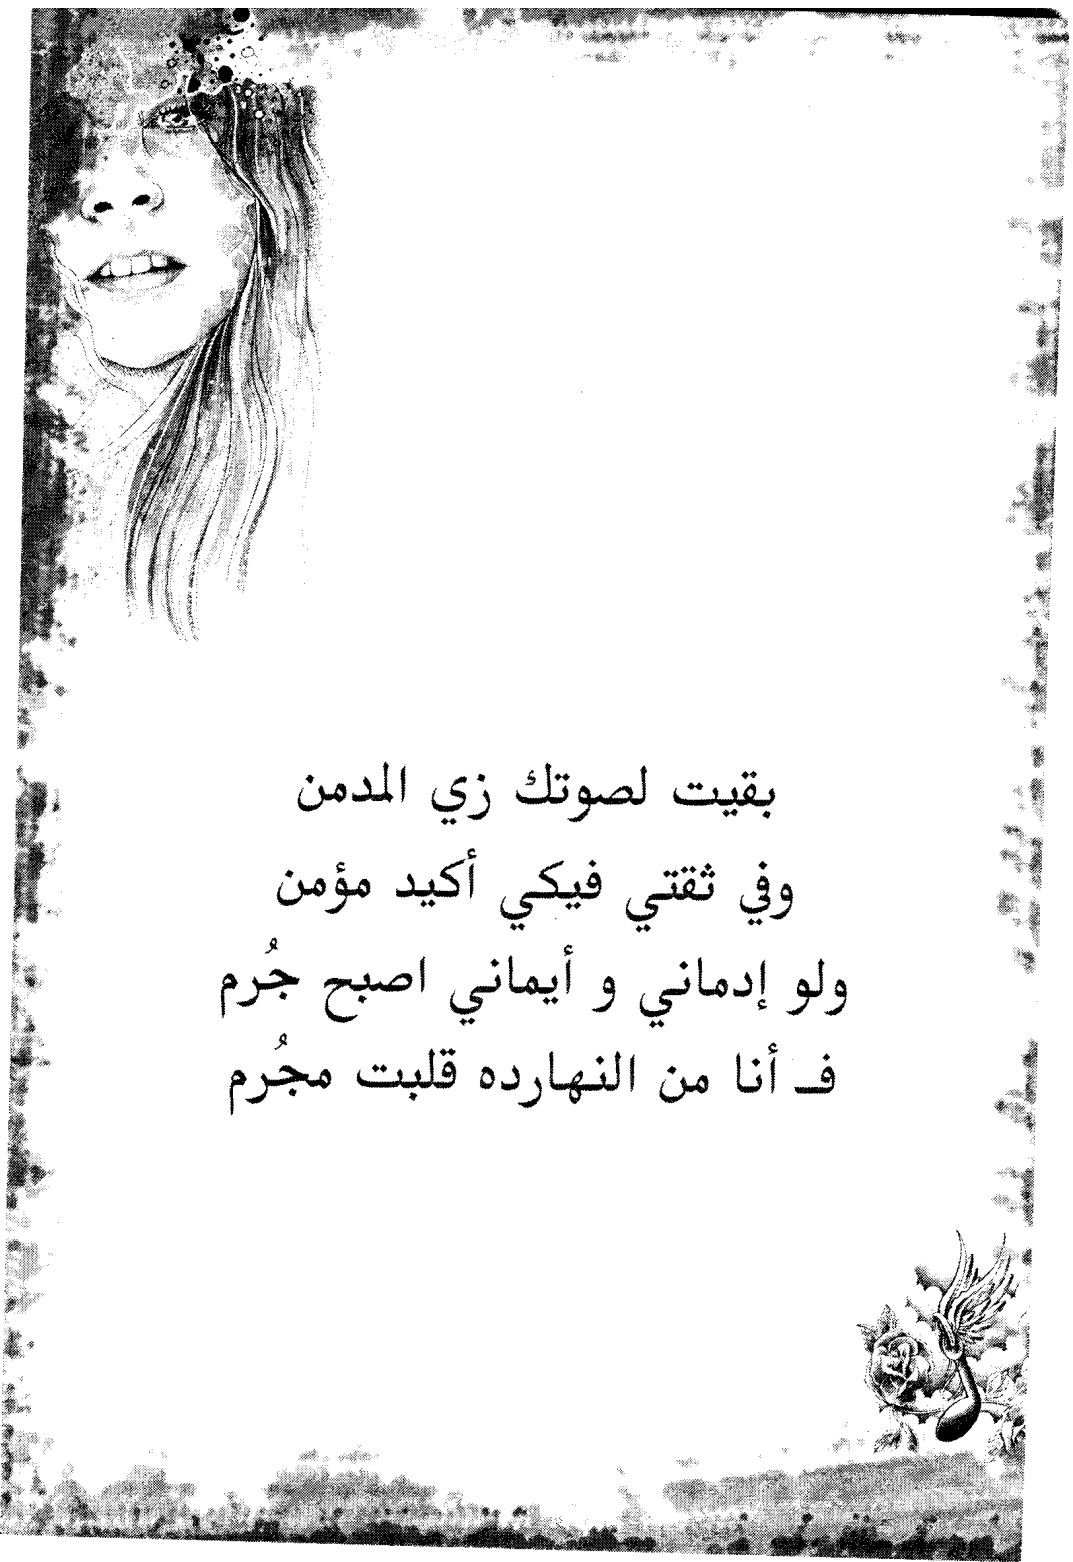 بقيت لصوتك زي المدمن
وفي ثقتي فيكي أكيد مؤمن
ولو إدماني و أيماني اصبح جُرم
فـ أنا من النهارده قلبت مجُرم